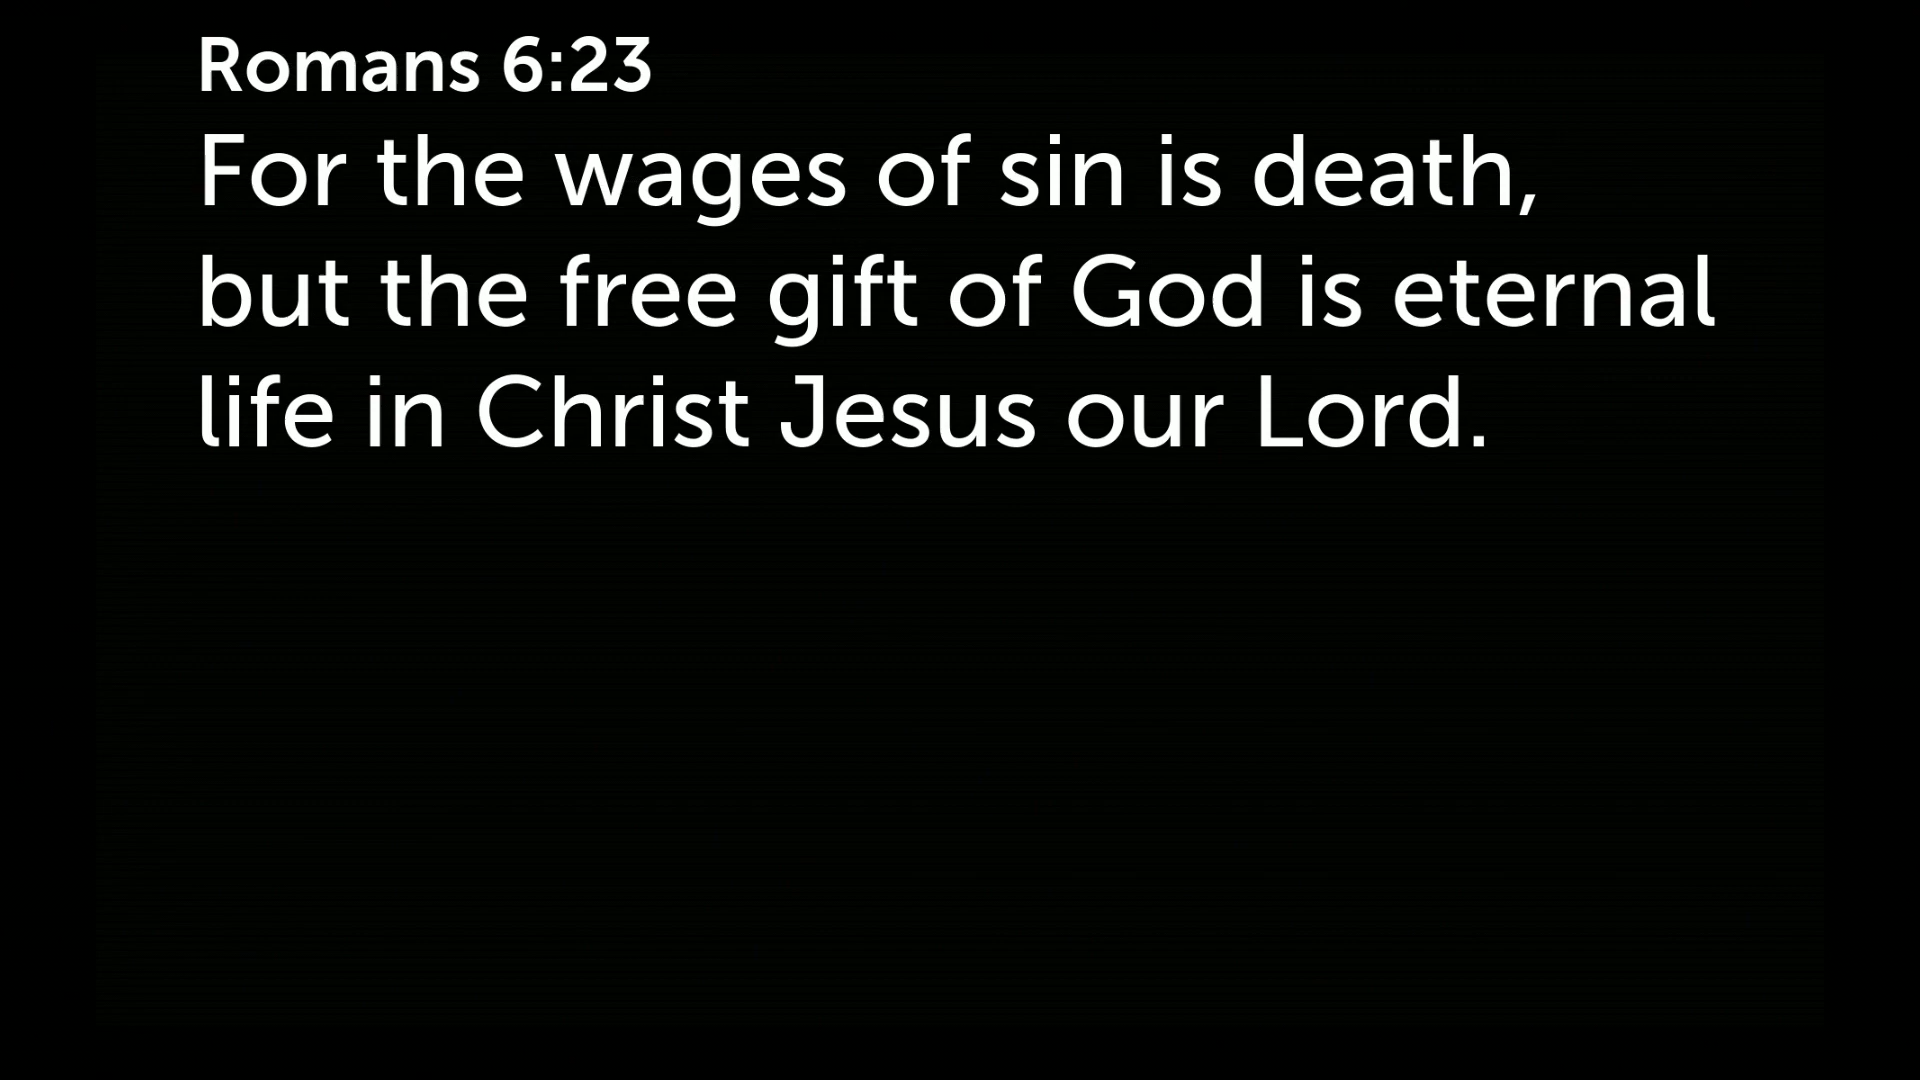 Romans 6:23
For the wages of sin is death,
but the free gift of God is eternal
life in Christ Jesus our Lord.